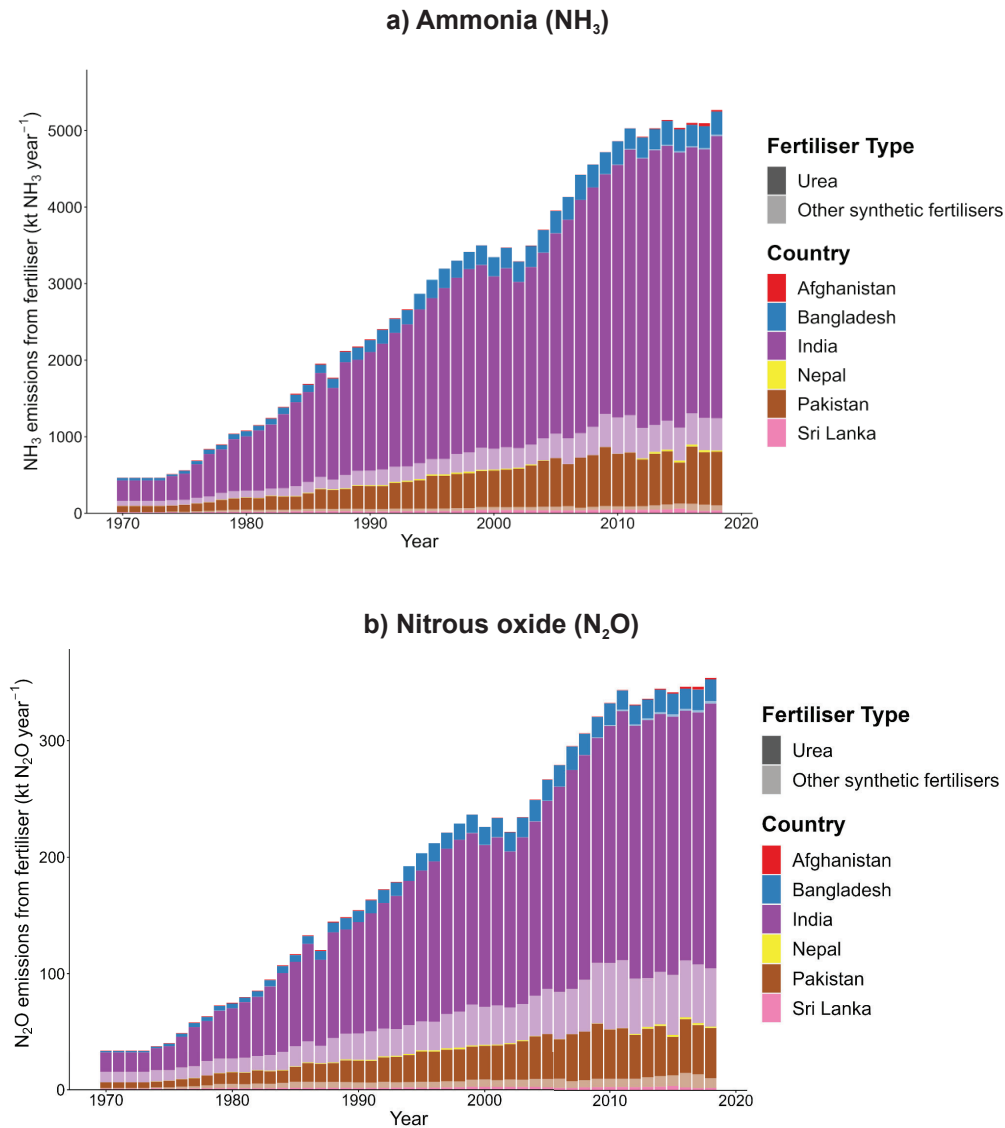 a) Ammonia (NH₃)
NH₃ emissions from fertiliser (kt NH₃ year⁻¹)
5000
4000
3000
2000
1000
0
1970
1980
1990
2000
2010
2020
Year
Fertiliser Type
Urea
Other synthetic fertilisers
Country
Afghanistan
Bangladesh
India
Nepal
Pakistan
Sri Lanka
b) Nitrous oxide (N₂O)
N₂O emissions from fertiliser (kt N₂O year⁻¹)
300
200
100
0
1970
1980
1990
2000
2010
2020
Year
Fertiliser Type
Urea
Other synthetic fertilisers
Country
Afghanistan
Bangladesh
India
Nepal
Pakistan
Sri Lanka